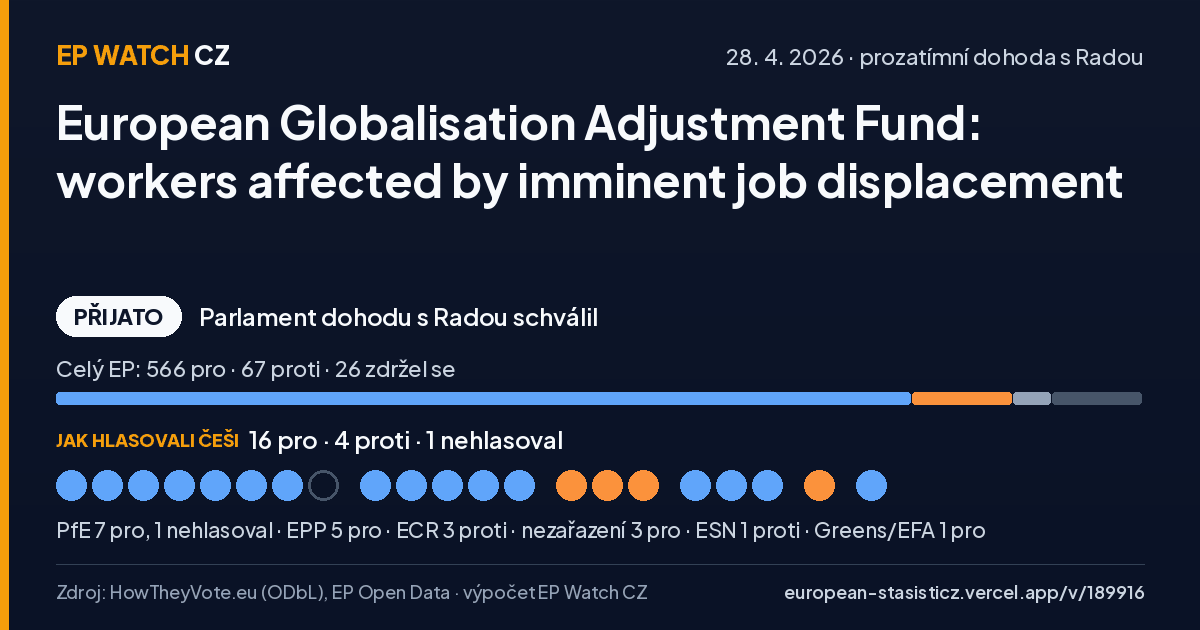 EP WATCH CZ
28. 4. 2026 · prozatímní dohoda s Radou
European Globalisation Adjustment Fund:
workers affected by imminent job displacement
PŘIJATO Parlament dohodu s Radou schválil
Celý EP: 566 pro · 67 proti · 26 zdržel se
JAK HLASOVALI ČEŠI 16 pro · 4 proti · 1 nehlasoval
PfE 7 pro, 1 nehlasoval · EPP 5 pro · ECR 3 proti · nezařazení 3 pro · ESN 1 proti · Greens/EFA 1 pro
Zdroj: HowTheyVote.eu (ODbL), EP Open Data · výpočet EP Watch CZ
european-stasisticz.vercel.app/v/189916